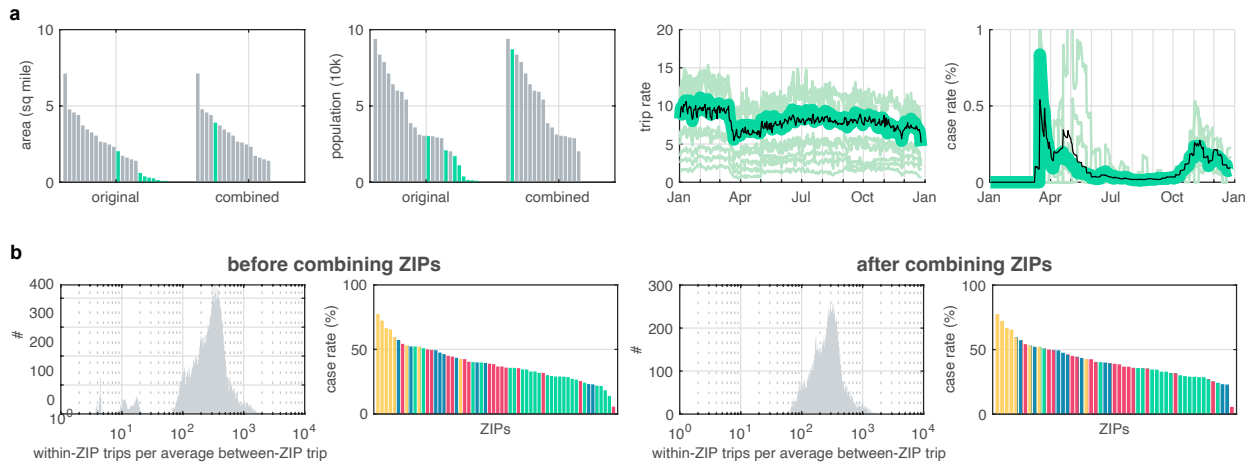 a
area (sq mile)
10
5
0
original
combined
population (10k)
10
5
0
original
combined
trip rate
20
15
10
5
0
Jan
Apr
Jul
Oct
Jan
case rate (%)
1
0.5
0
Jan
Apr
Jul
Oct
Jan
b
before combining ZIPs
#
400
300
400
300
200
100
0
10^0
10^1
10^2
10^3
10^4
within-ZIP trips per average between-ZIP trip
case rate (%)
100
50
0
ZIPs
after combining ZIPs
#
300
200
100
0
10^0
10^1
10^2
10^3
10^4
within-ZIP trips per average between-ZIP trip
case rate (%)
100
50
0
ZIPs